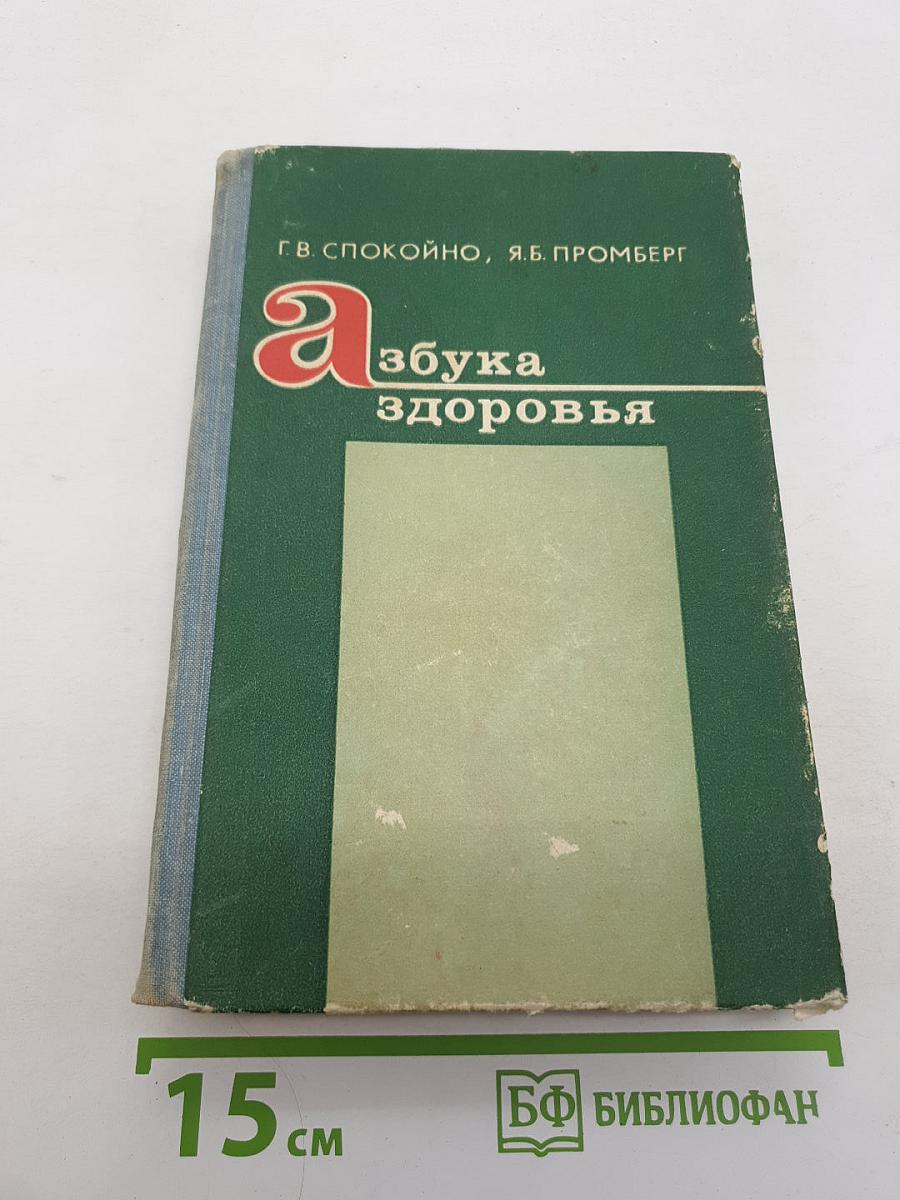 Г. В. СПОКОЙНО, Я. Б. ПРОМБЕРГ
азбука
здоровья
15 см
БФ БИБЛИОФАН